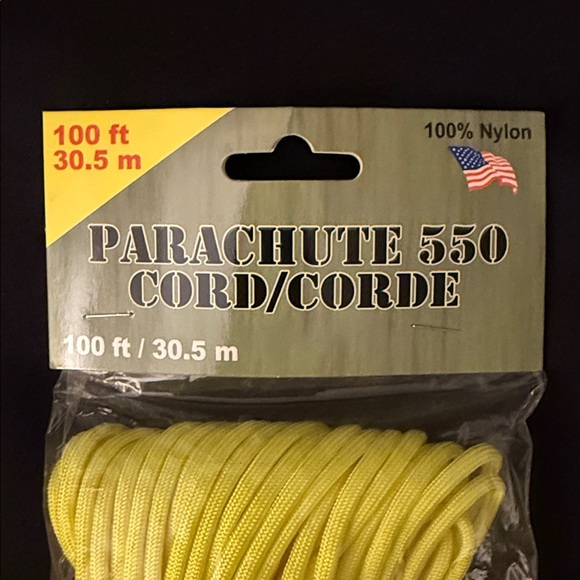 100 ft
30.5 m
100% Nylon
PARACHUTE 550
CORD/CORDE
100 ft / 30.5 m